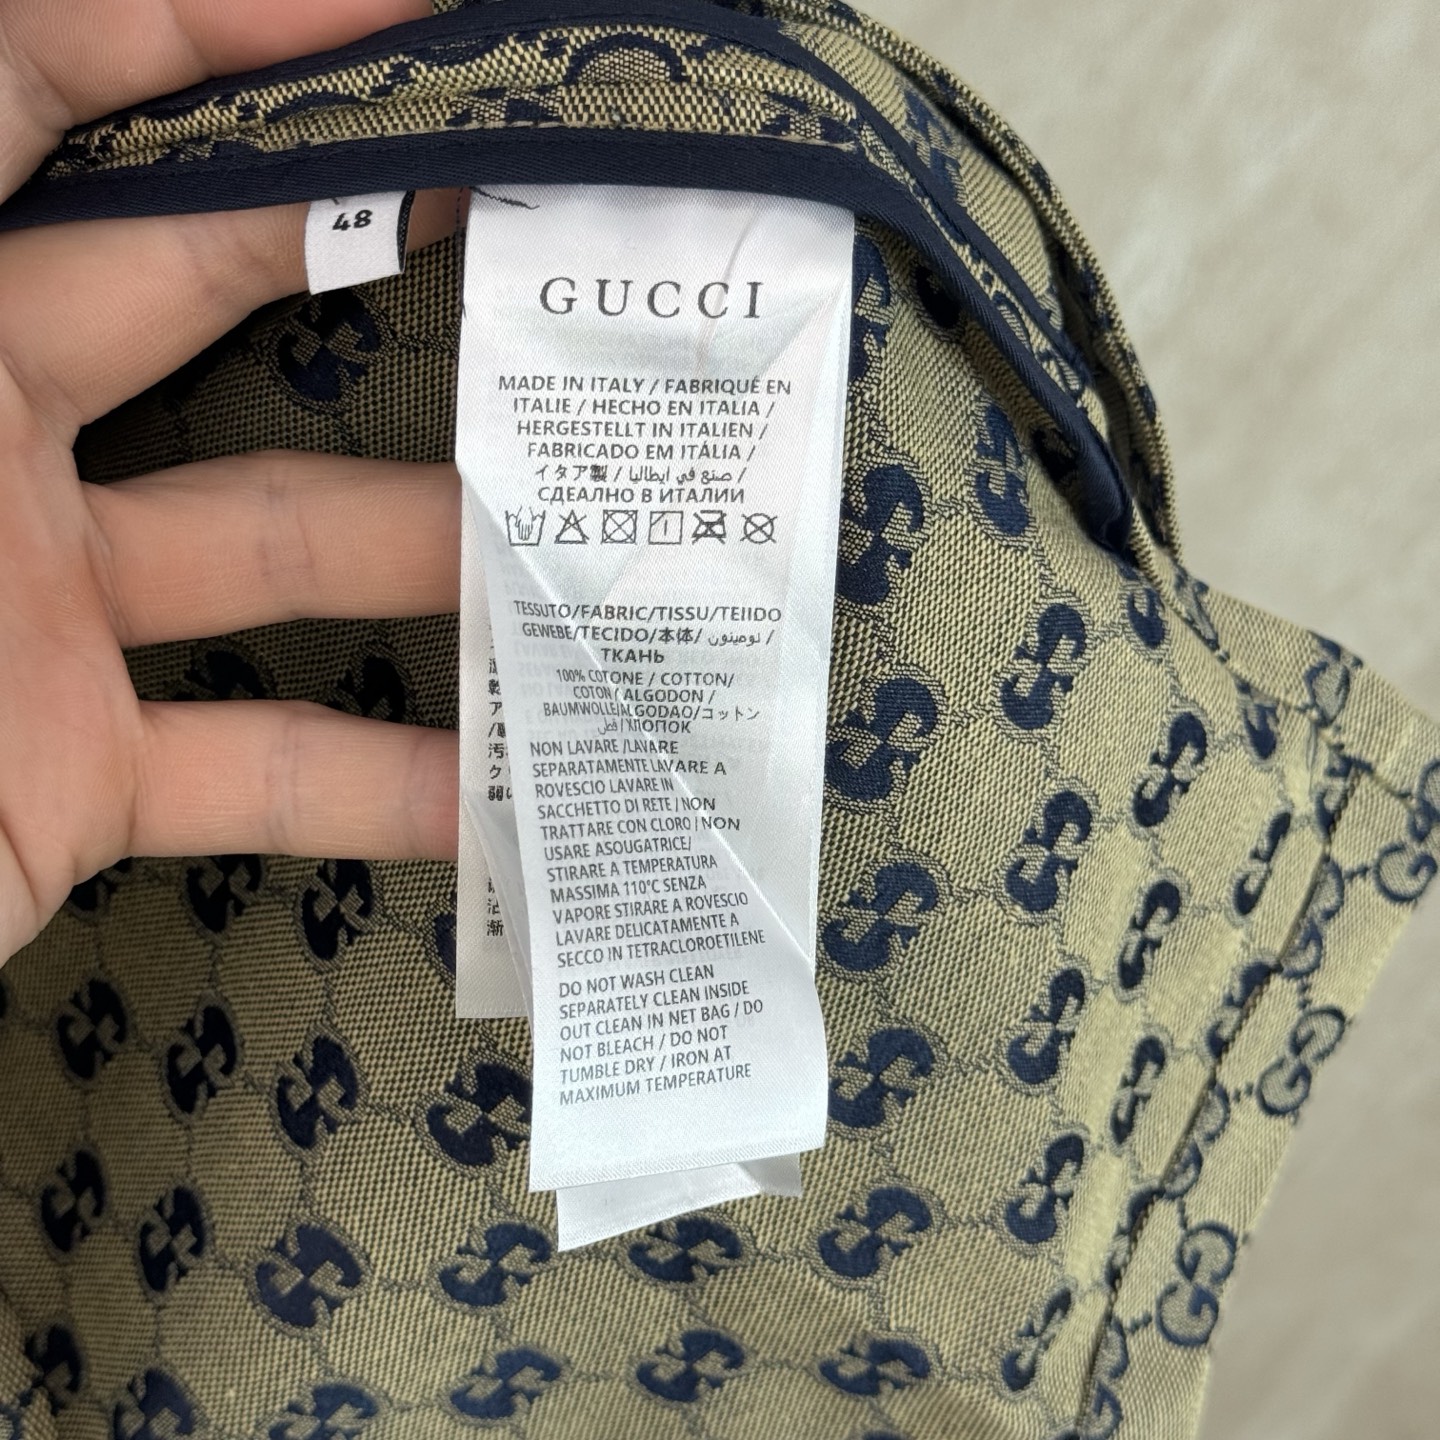 48
GUCCI
MADE IN ITALY / FABRIQUÉ EN
ITALIE / HECHO EN ITALIA /
HERGESTELLT IN ITALIEN /
FABRICADO EM ITÁLIA /
イタア製 / صنع في ايطاليا /
СДЕАЛНО В ИТАЛИИ
TESSUTO/FABRIC/TISSU/TEIIDO
GEWEBE/TECIDO/本体/ نومينون /
ТКАНЬ
100% COTONE / COTTON/
COTON ( ALGODON /
BAUMWOLLE/ALGODAO/コットン
قطن / ХЛОПОК
NON LAVARE /LAVARE
SEPARATAMENTE LAVARE A
ROVESCIO LAVARE IN
SACCHETTO DI RETE / NON
TRATTARE CON CLORO / NON
USARE ASOUGATRICE/
STIRARE A TEMPERATURA
MASSIMA 110°C SENZA
VAPORE STIRARE A ROVESCIO
LAVARE DELICATAMENTE A
SECCO IN TETRACLOROETILENE
DO NOT WASH CLEAN
SEPARATELY CLEAN INSIDE
OUT CLEAN IN NET BAG / DO
NOT BLEACH / DO NOT
TUMBLE DRY / IRON AT
MAXIMUM TEMPERATURE